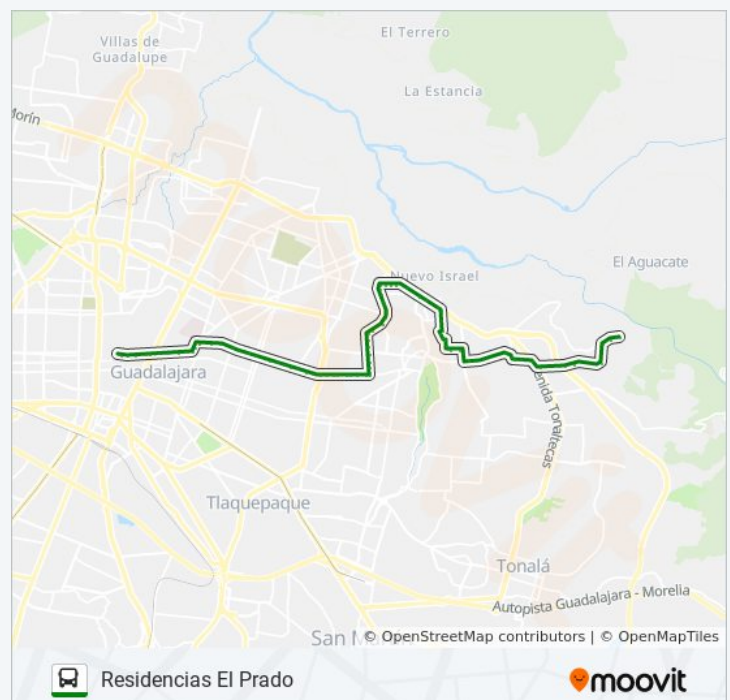 El Terrero
Villas de
Guadalupe
La Estancia
Morín
El Aguacate
Nuevo Israel
Guadalajara
enida Tonaltecas
Tlaquepaque
Tonalá
Autopista Guadalajara - Morelia
San M
© OpenStreetMap contributors | © OpenMapTiles
Residencias El Prado
moovit